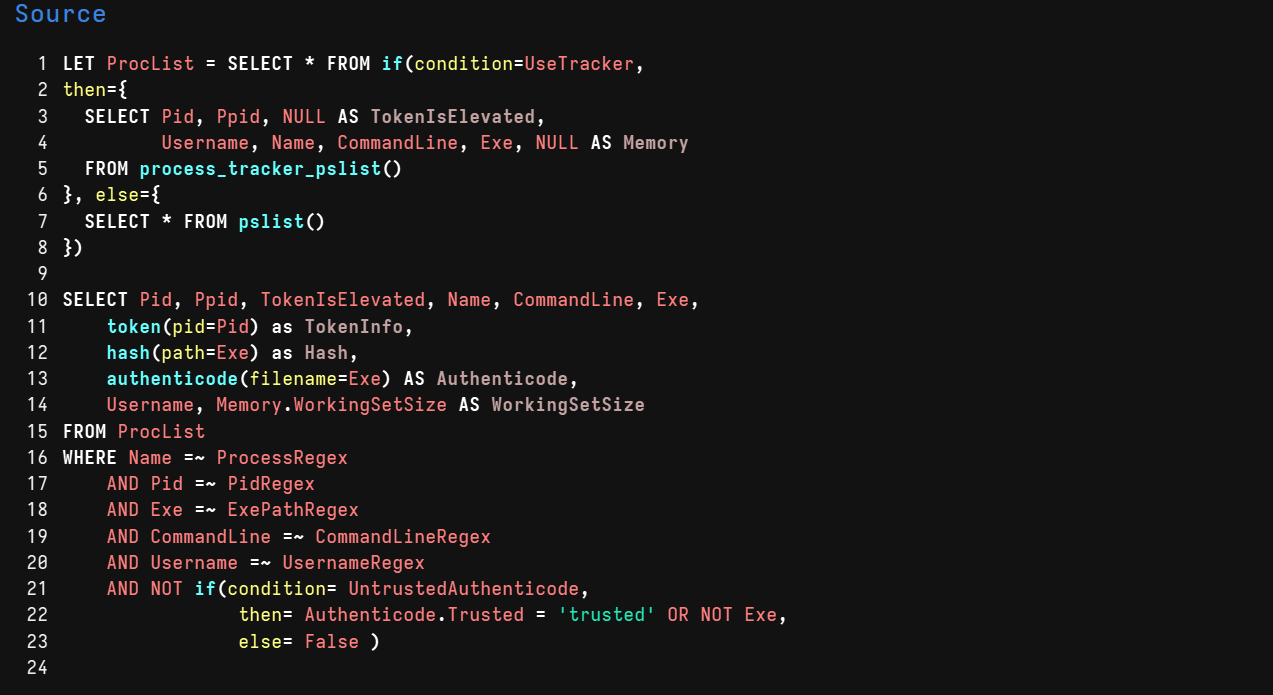 Source
1 LET ProcList = SELECT * FROM if(condition=UseTracker,
2 then={
3   SELECT Pid, Ppid, NULL AS TokenIsElevated,
4          Username, Name, CommandLine, Exe, NULL AS Memory
5   FROM process_tracker_pslist()
6 }, else={
7   SELECT * FROM pslist()
8 })
9
10 SELECT Pid, Ppid, TokenIsElevated, Name, CommandLine, Exe,
11     token(pid=Pid) as TokenInfo,
12     hash(path=Exe) as Hash,
13     authenticode(filename=Exe) AS Authenticode,
14     Username, Memory.WorkingSetSize AS WorkingSetSize
15 FROM ProcList
16 WHERE Name =~ ProcessRegex
17     AND Pid =~ PidRegex
18     AND Exe =~ ExePathRegex
19     AND CommandLine =~ CommandLineRegex
20     AND Username =~ UsernameRegex
21     AND NOT if(condition= UntrustedAuthenticode,
22                 then= Authenticode.Trusted = 'trusted' OR NOT Exe,
23                 else= False )
24